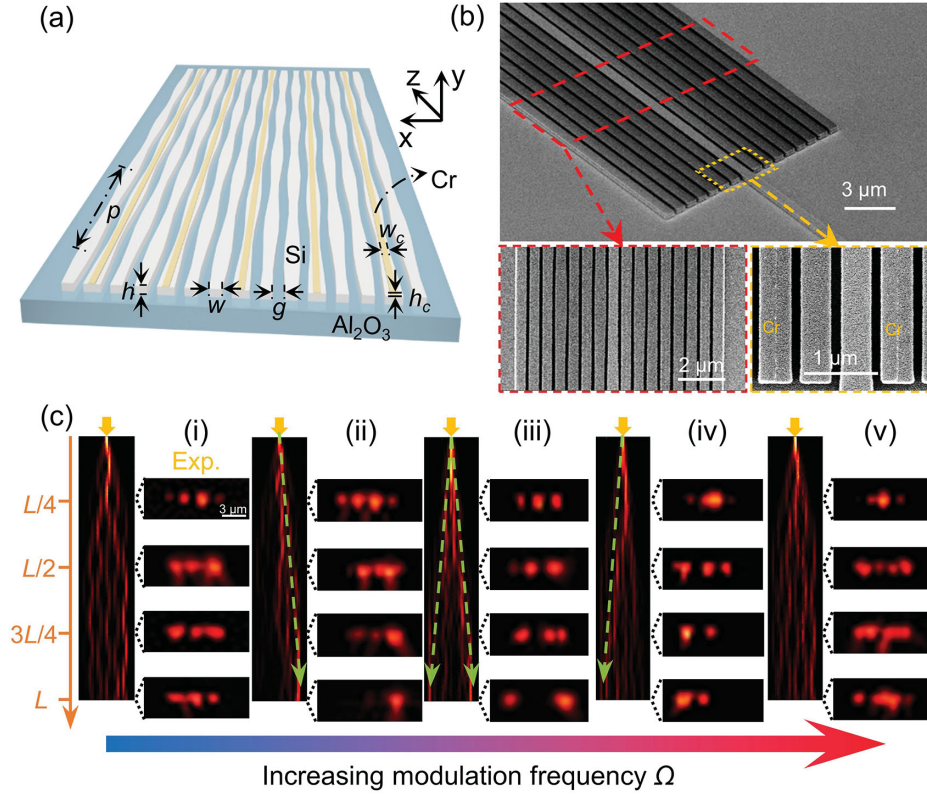 (a)
z
y
x
Cr
p
w_c
Si
h
w
g
h_c
Al₂O₃
(b)
3 μm
2 μm
Cr
Cr
1 μm
(c)
(i)
(ii)
(iii)
(iv)
(v)
Exp.
3 μm
L/4
L/2
3L/4
L
Increasing modulation frequency Ω